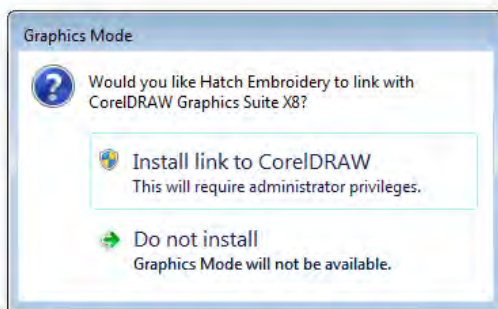 Graphics Mode
Would you like Hatch Embroidery to link with
CorelDRAW Graphics Suite X8?
Install link to CorelDRAW
This will require administrator privileges.
Do not install
Graphics Mode will not be available.